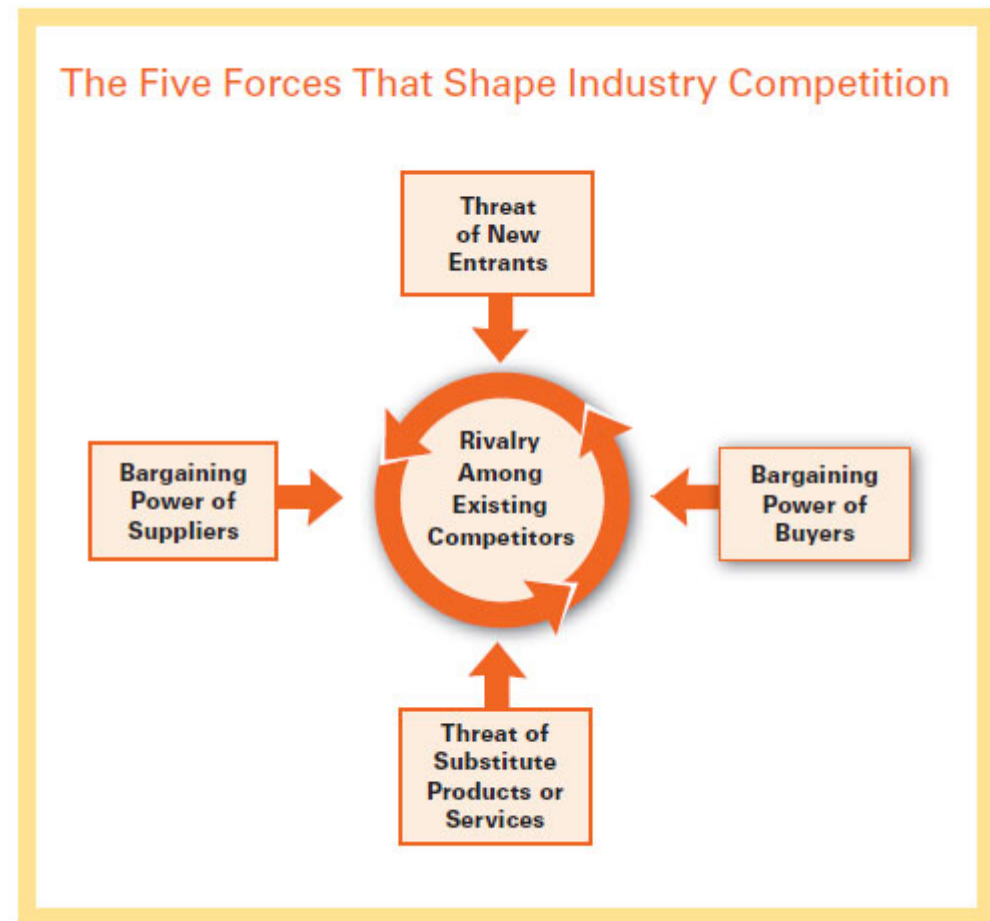 The Five Forces That Shape Industry Competition
Threat
of New
Entrants
Rivalry
Among
Existing
Competitors
Bargaining
Power of
Suppliers
Bargaining
Power of
Buyers
Threat of
Substitute
Products or
Services